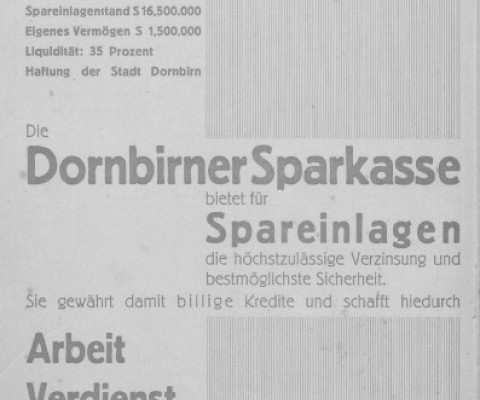 Spareinlagenstand S 16,500.000
Eigenes Vermögen S 1,500.000
Liquidität: 35 Prozent
Haftung der Stadt Dornbirn
Die
Dornbirner Sparkasse
bietet für
Spareinlagen
die höchstzulässige Verzinsung und
bestmöglichste Sicherheit.
Sie gewährt damit billige Kredite und schafft hiedurch
Arbeit
Verdienst